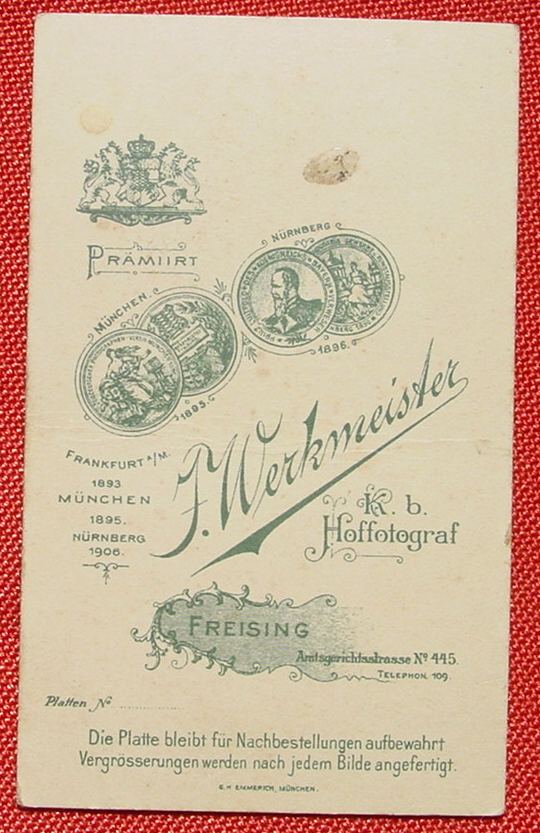 PRÄMIIRT
NÜRNBERG
1896.
MÜNCHEN.
1895.
FRANKFURT A/M.
1893
MÜNCHEN
1895.
NÜRNBERG
1906.
F. Werkmeister
K. b.
Hoffotograf
FREISING
Amtsgerichtsstrasse No 445.
TELEPHON 109.
Platten No
Die Platte bleibt für Nachbestellungen aufbewahrt
Vergrösserungen werden nach jedem Bilde angefertigt.
G. H. EMMERICH, MÜNCHEN.